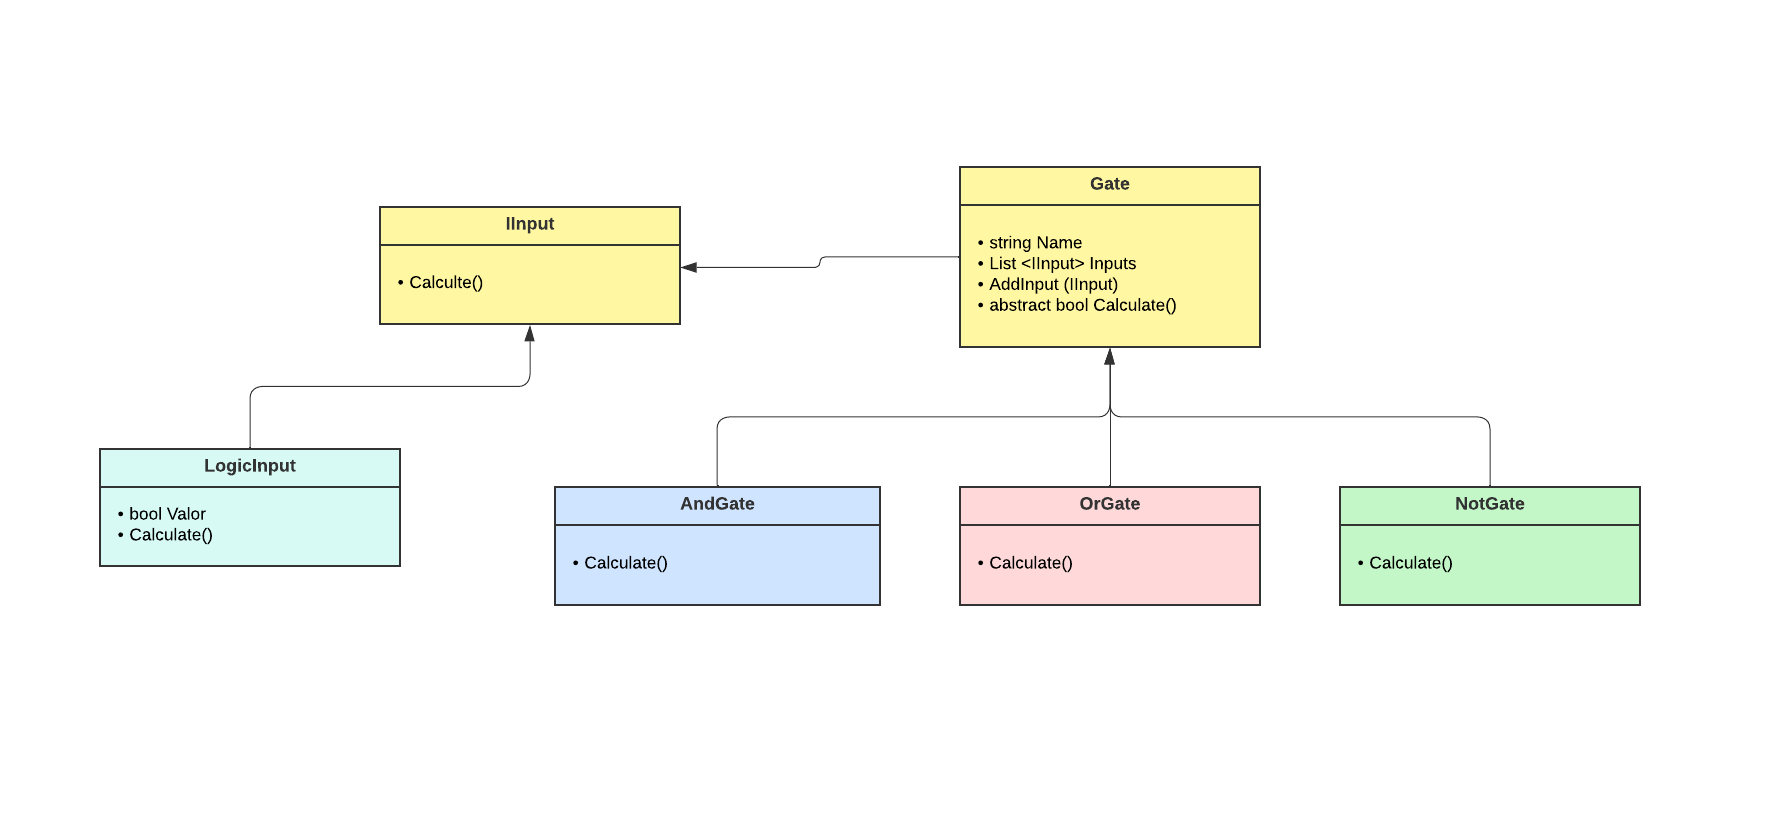 Gate
• string Name
• List <IInput> Inputs
• AddInput (IInput)
• abstract bool Calculate()
IInput
• Calculte()
LogicInput
• bool Valor
• Calculate()
AndGate
• Calculate()
OrGate
• Calculate()
NotGate
• Calculate()